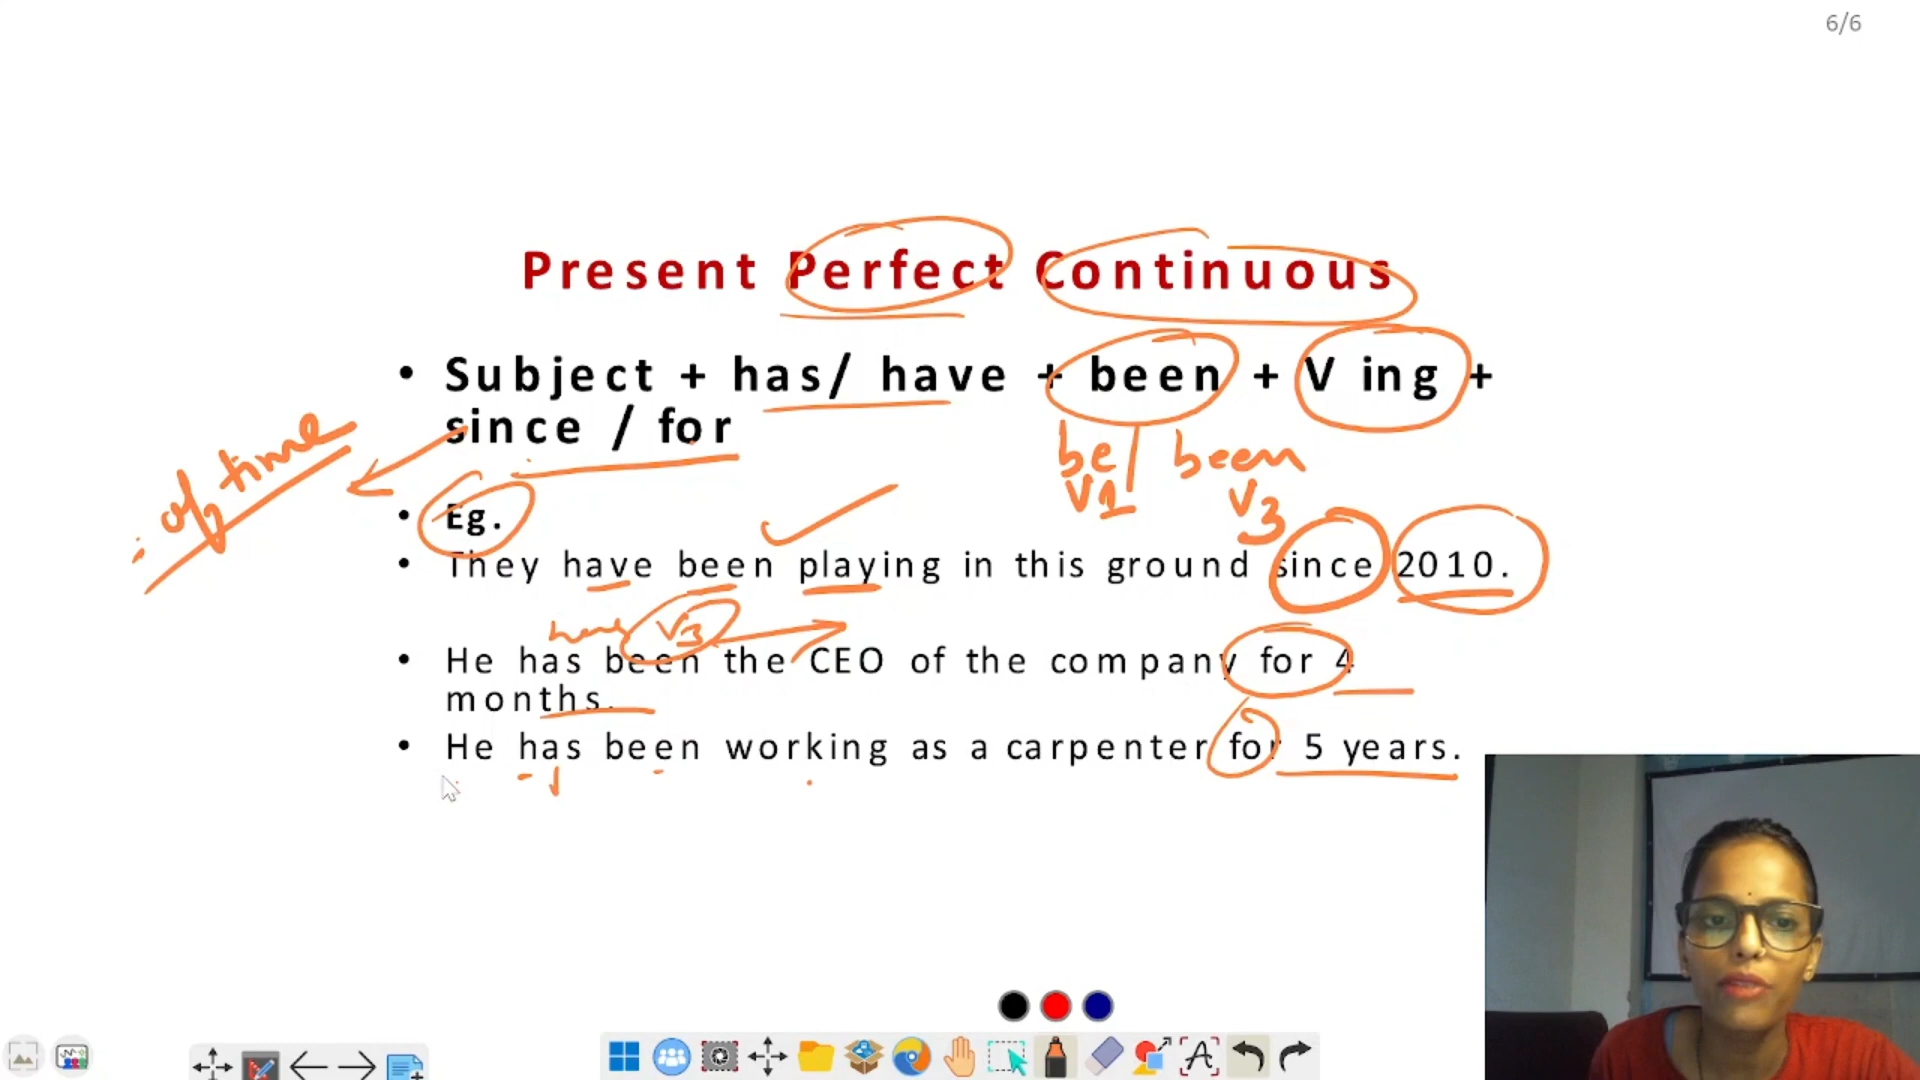 6/6
Present Perfect Continuous
• Subject + has/ have + been + V ing +
since / for
be / been
V1 V3
: of time
• Eg.
• They have been playing in this ground since 2010.
V3
• He has been the CEO of the company for 4
months.
• He has been working as a carpenter for 5 years.